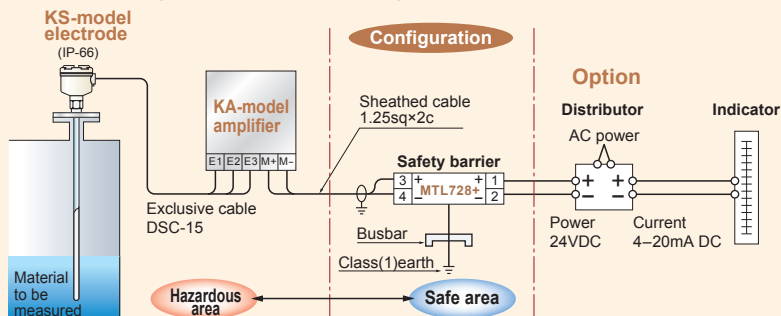 KS-model
electrode
(IP-66)
Configuration
KA-model
amplifier
E1 E2 E3 M+ M−
Exclusive cable
DSC-15
Sheathed cable
1.25sq×2c
Safety barrier
3 + + 1
MTL728+
4 − − 2
Busbar
Class(1)earth
Option
Distributor
AC power
+ +
− −
Power
24VDC
Current
4–20mA DC
Indicator
Material
to be
measured
Hazardous
area
Safe area